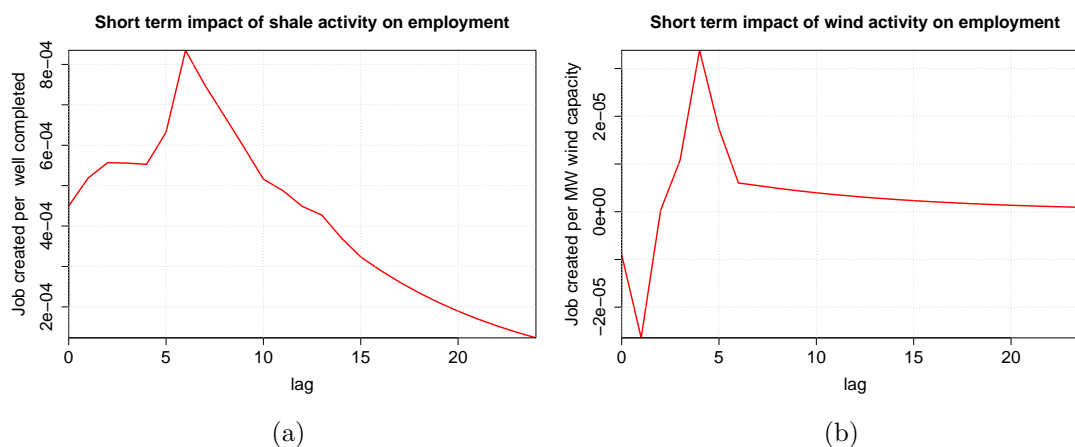 Short term impact of shale activity on employment
Job created per well completed
8e−04
6e−04
4e−04
2e−04
0 5 10 15 20
lag
(a)
Short term impact of wind activity on employment
Job created per MW wind capacity
2e−05
0e+00
−2e−05
0 5 10 15 20
lag
(b)